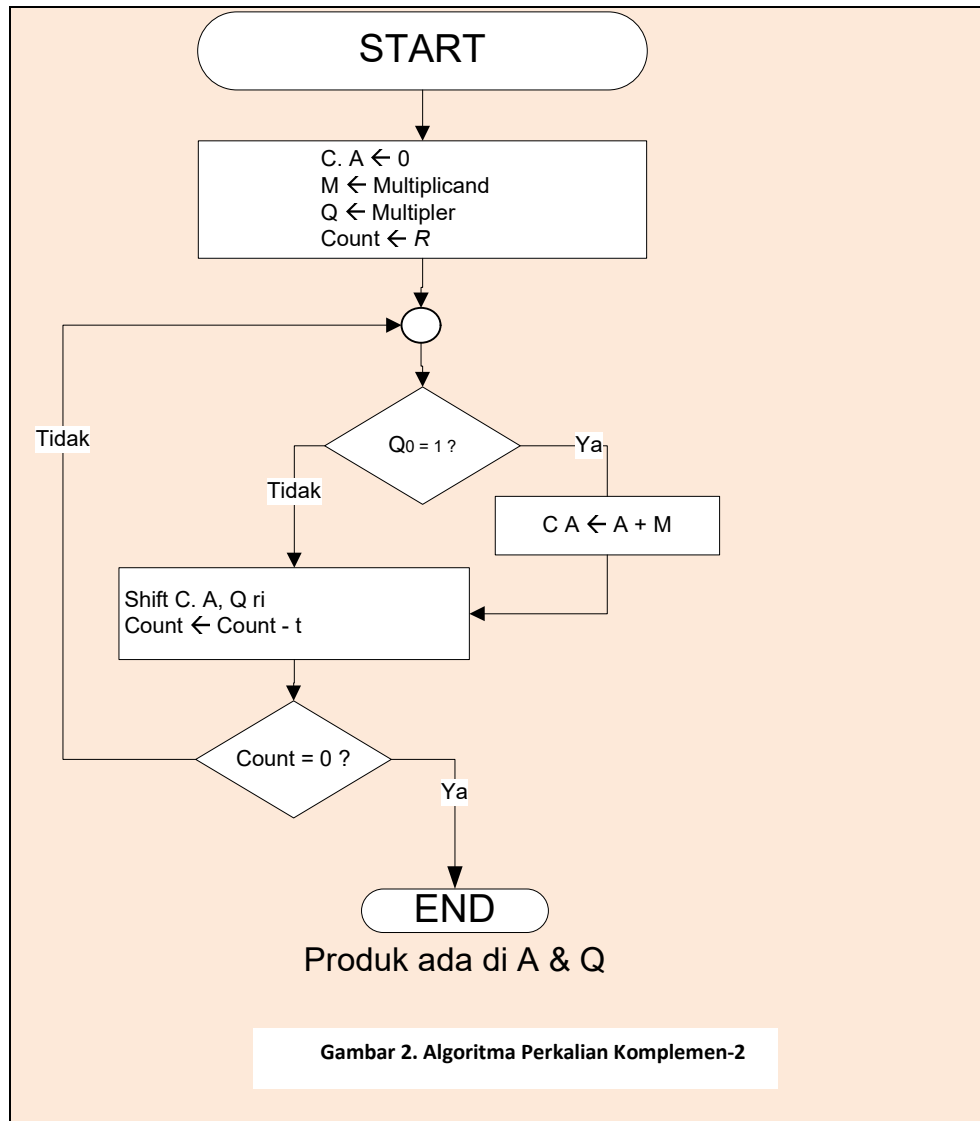 START
C. A ← 0
M ← Multiplicand
Q ← Multipler
Count ← R
Q0 = 1 ?
Ya
Tidak
Tidak
C A ← A + M
Shift C. A, Q ri
Count ← Count - t
Count = 0 ?
Ya
END
Produk ada di A & Q
Gambar 2. Algoritma Perkalian Komplemen-2